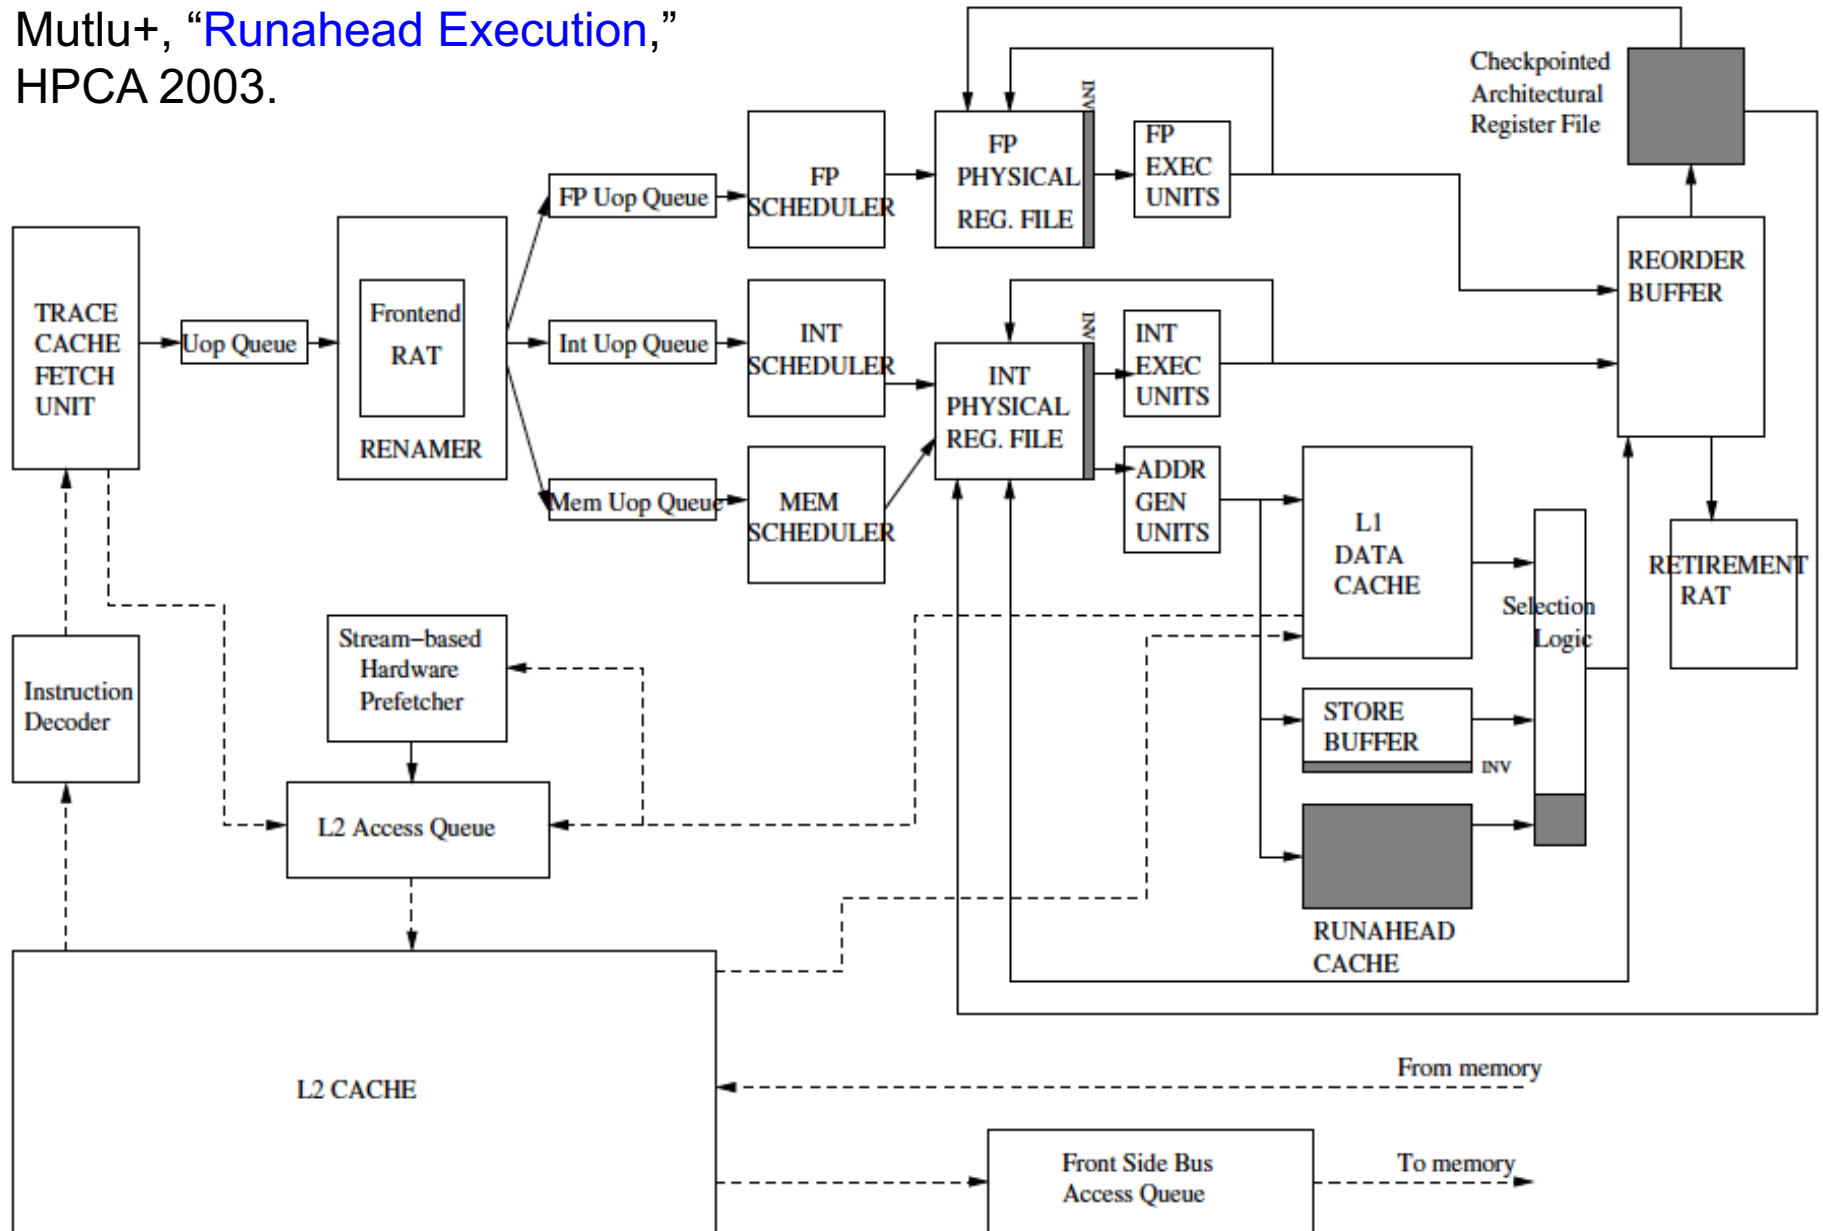 Mutlu+, “Runahead Execution,”
HPCA 2003.
Checkpointed
Architectural
Register File
INV
FP
PHYSICAL
REG. FILE
FP
EXEC
UNITS
FP Uop Queue
FP
SCHEDULER
REORDER
BUFFER
TRACE
CACHE
FETCH
UNIT
Uop Queue
Frontend
RAT
RENAMER
Int Uop Queue
INT
SCHEDULER
INV
INT
PHYSICAL
REG. FILE
INT
EXEC
UNITS
Mem Uop Queue
MEM
SCHEDULER
ADDR
GEN
UNITS
L1
DATA
CACHE
RETIREMENT
RAT
Selection
Logic
Stream−based
Hardware
Prefetcher
Instruction
Decoder
STORE
BUFFER
INV
L2 Access Queue
RUNAHEAD
CACHE
L2 CACHE
From memory
Front Side Bus
Access Queue
To memory